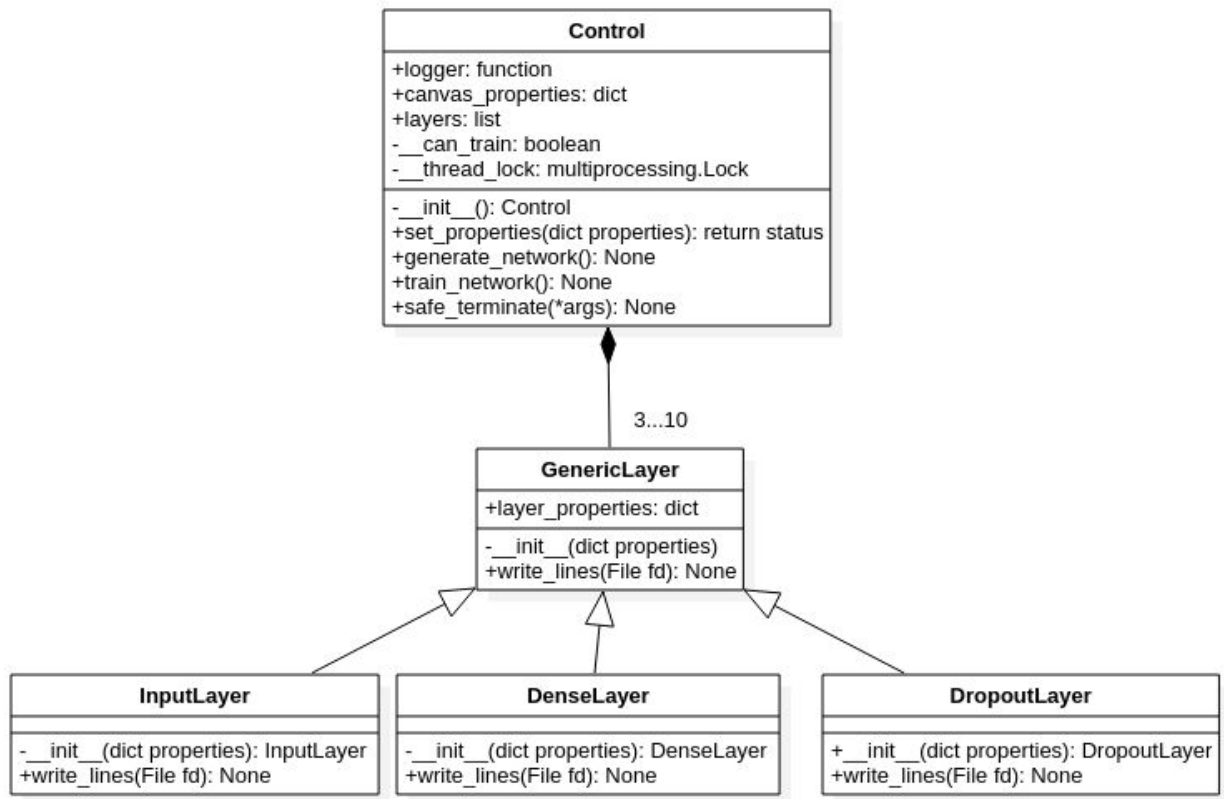 Control
+logger: function
+canvas_properties: dict
+layers: list
-__can_train: boolean
-__thread_lock: multiprocessing.Lock
-__init__(): Control
+set_properties(dict properties): return status
+generate_network(): None
+train_network(): None
+safe_terminate(*args): None
3...10
GenericLayer
+layer_properties: dict
-__init__(dict properties)
+write_lines(File fd): None
InputLayer
-__init__(dict properties): InputLayer
+write_lines(File fd): None
DenseLayer
-__init__(dict properties): DenseLayer
+write_lines(File fd): None
DropoutLayer
+__init__(dict properties): DropoutLayer
+write_lines(File fd): None